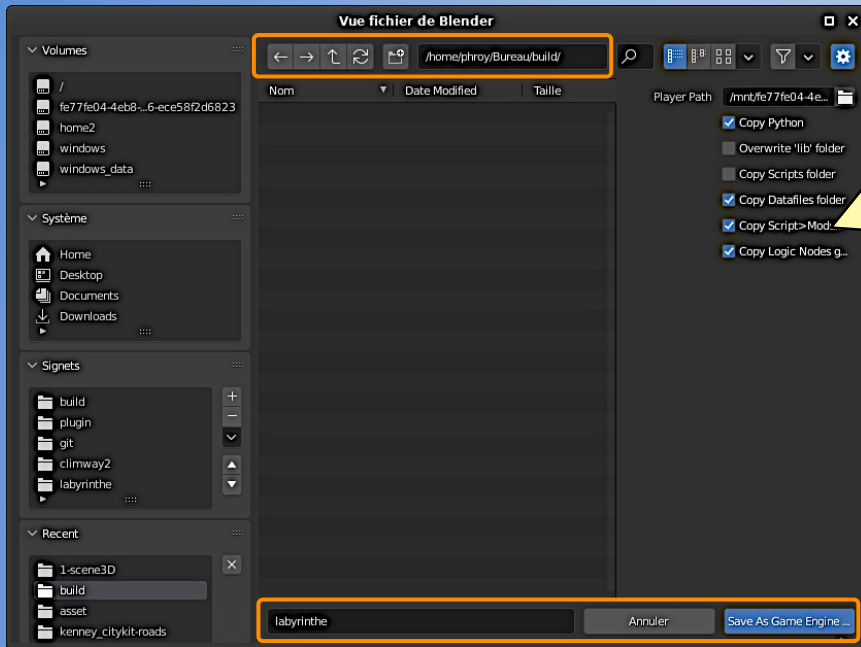 Vue fichier de Blender
Volumes
/
fe77fe04-4eb8-...6-ece58f2d6823
home2
windows
windows_data
Système
Home
Desktop
Documents
Downloads
Signets
build
plugin
git
climway2
labyrinthe
Recent
1-scene3D
build
asset
kenney_citykit-roads
/home/phroy/Bureau/build/
Nom
Date Modified
Taille
Player Path
/mnt/fe77fe04-4e...
Copy Python
Overwrite 'lib' folder
Copy Scripts folder
Copy Datafiles folder
Copy Script>Mod...
Copy Logic Nodes g...
labyrinthe
Annuler
Save As Game Engine ...